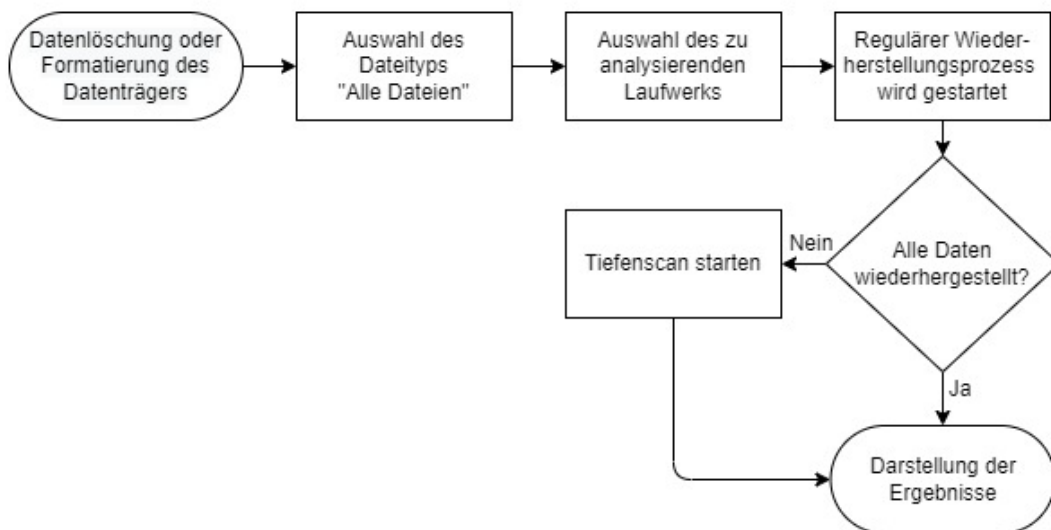 Datenlöschung oder
Formatierung des
Datenträgers
Auswahl des
Dateityps
"Alle Dateien"
Auswahl des zu
analysierenden
Laufwerks
Regulärer Wieder-
herstellungsprozess
wird gestartet
Alle Daten
wiederhergestellt?
Nein
Tiefenscan starten
Ja
Darstellung der
Ergebnisse